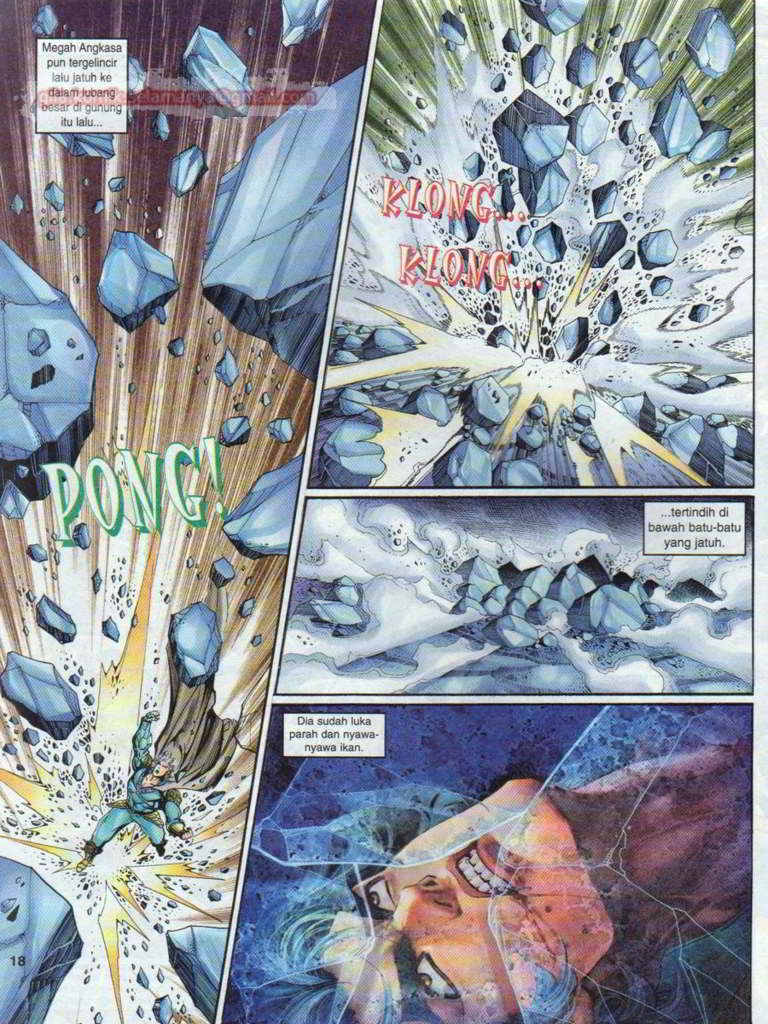 Megah Angkasa
pun tergelincir
lalu jatuh ke
dalam lubang
besar di gunung
itu lalu...
PONG!
KLONG...
KLONG...
...tertindih di
bawah batu-batu
yang jatuh.
Dia sudah luka
parah dan nyawa-
nyawa ikan.
18